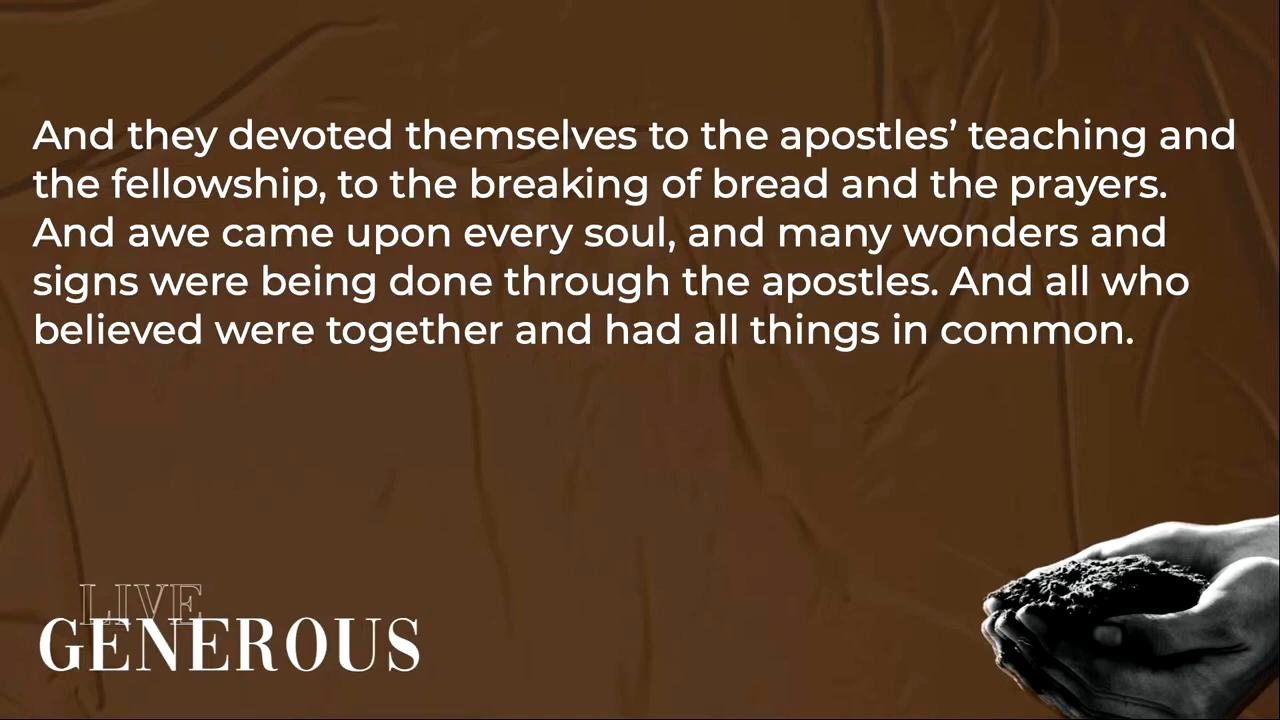 And they devoted themselves to the apostles’ teaching and
the fellowship, to the breaking of bread and the prayers.
And awe came upon every soul, and many wonders and
signs were being done through the apostles. And all who
believed were together and had all things in common.
LIVE
GENEROUS